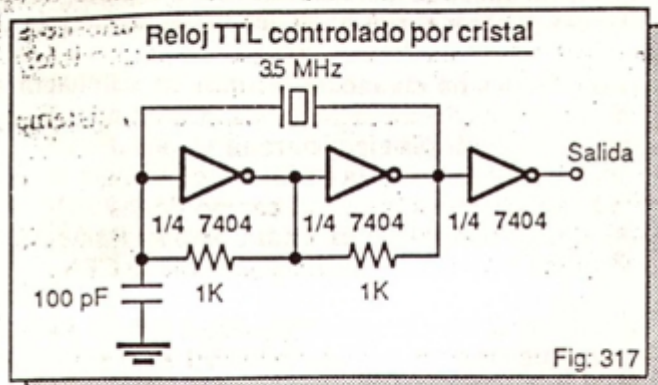 Reloj TTL controlado por cristal
3.5 MHz
Salida
1/4 7404
1/4 7404
1/4 7404
100 pF
1K
1K
Fig: 317